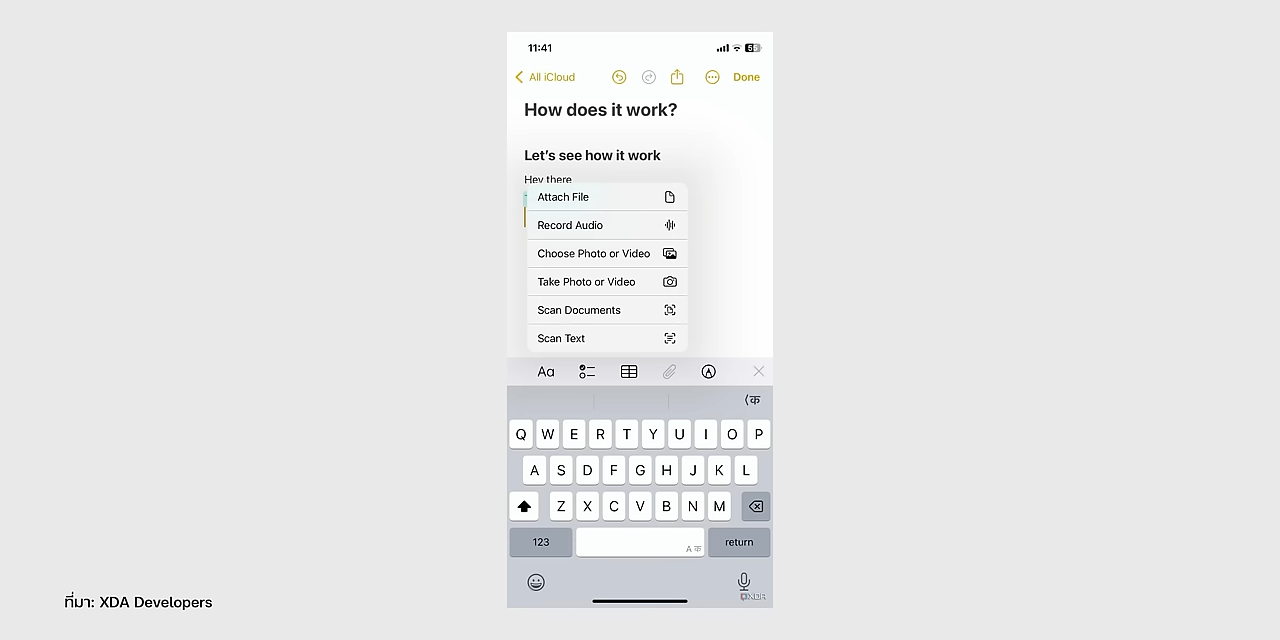 11:41
55
All iCloud
Done
How does it work?
Let's see how it work
Hey there
Attach File
Record Audio
Choose Photo or Video
Take Photo or Video
Scan Documents
Scan Text
Aa
क
Q W E R T Y U I O P
A S D F G H J K L
Z X C V B N M
123
A क
return
XDA
ที่มา: XDA Developers